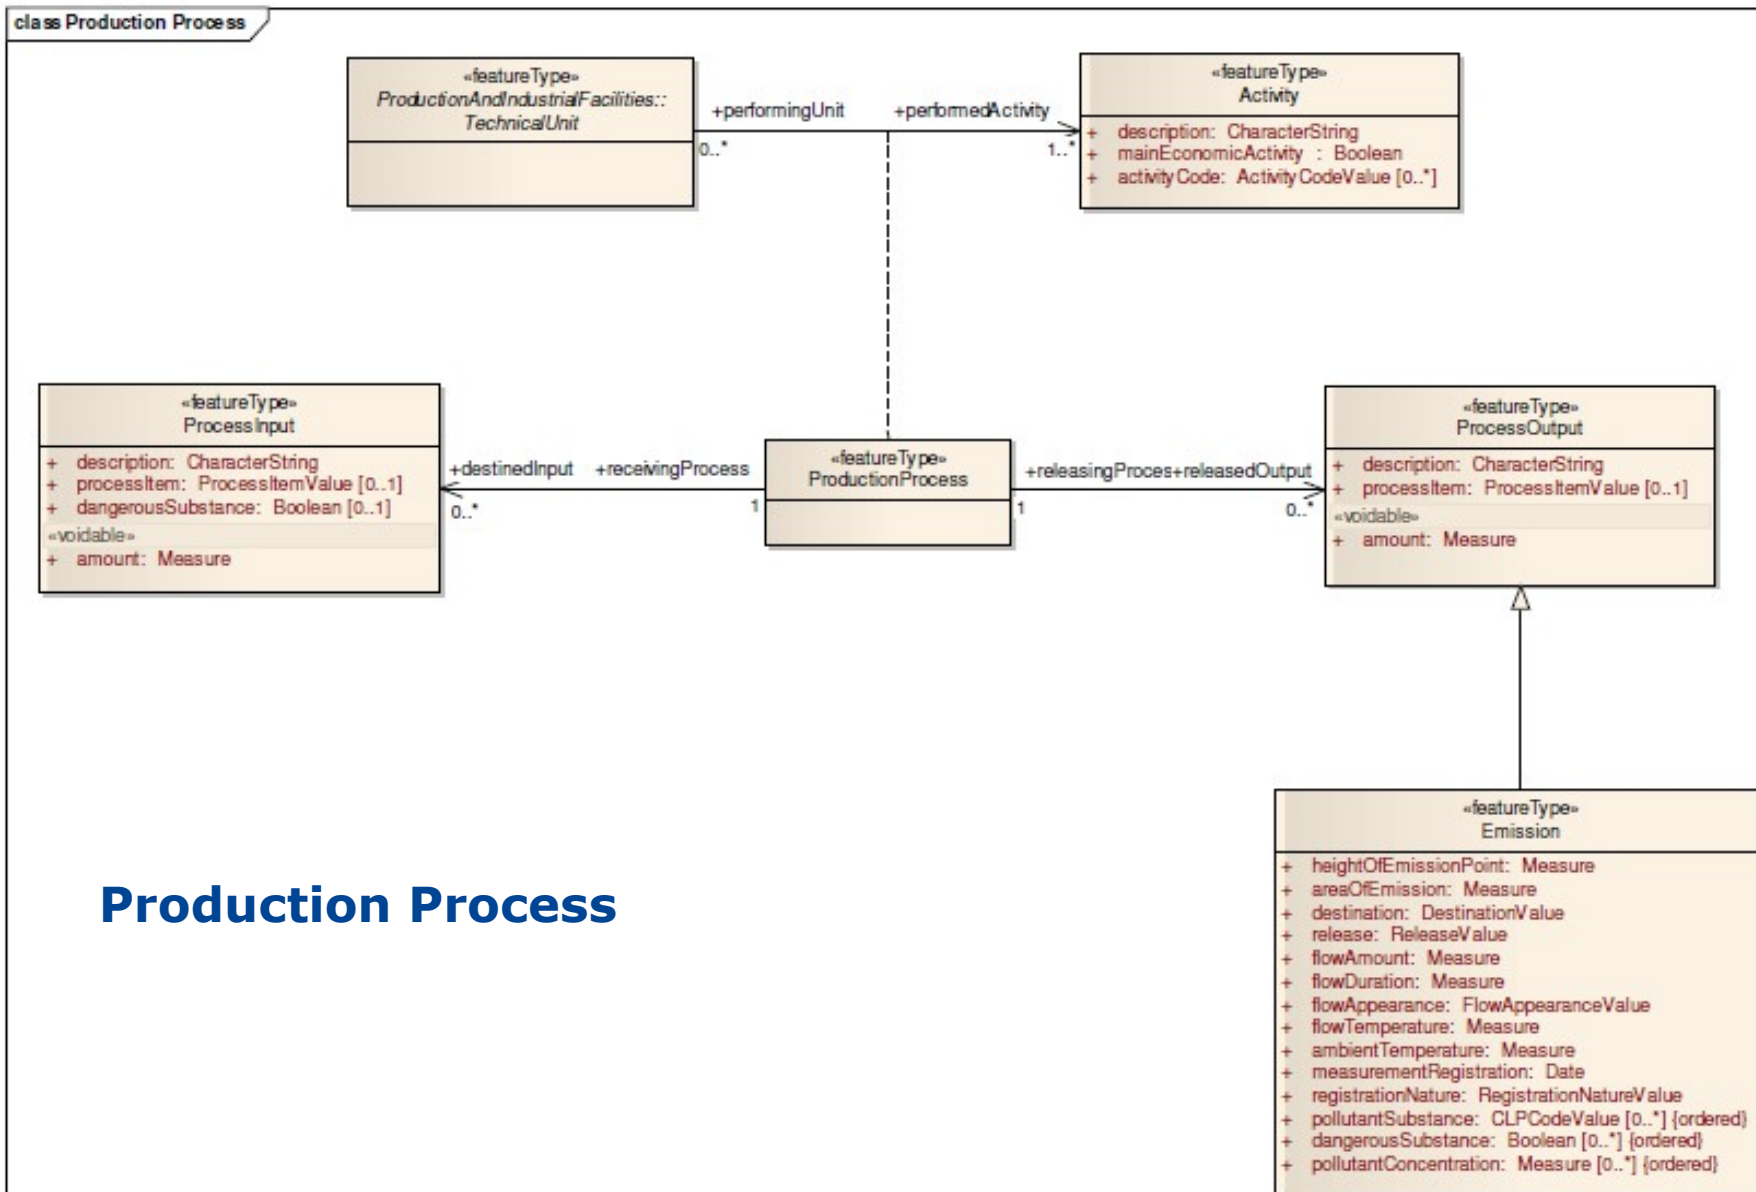 class Production Process
«featureType»
ProductionAndIndustrialFacilities::
TechnicalUnit
+performingUnit
+performedActivity
0..*
1..*
«featureType»
Activity
+ description: CharacterString
+ mainEconomicActivity : Boolean
+ activityCode: ActivityCodeValue [0..*]
«featureType»
ProcessInput
+ description: CharacterString
+ processItem: ProcessItemValue [0..1]
+ dangerousSubstance: Boolean [0..1]
«voidable»
+ amount: Measure
+destinedInput
+receivingProcess
0..*
1
«featureType»
ProductionProcess
+releasingProces+releasedOutput
1
0..*
«featureType»
ProcessOutput
+ description: CharacterString
+ processItem: ProcessItemValue [0..1]
«voidable»
+ amount: Measure
«featureType»
Emission
+ heightOfEmissionPoint: Measure
+ areaOfEmission: Measure
+ destination: DestinationValue
+ release: ReleaseValue
+ flowAmount: Measure
+ flowDuration: Measure
+ flowAppearance: FlowAppearanceValue
+ flowTemperature: Measure
+ ambientTemperature: Measure
+ measurementRegistration: Date
+ registrationNature: RegistrationNatureValue
+ pollutantSubstance: CLPCodeValue [0..*] {ordered}
+ dangerousSubstance: Boolean [0..*] {ordered}
+ pollutantConcentration: Measure [0..*] {ordered}
Production Process